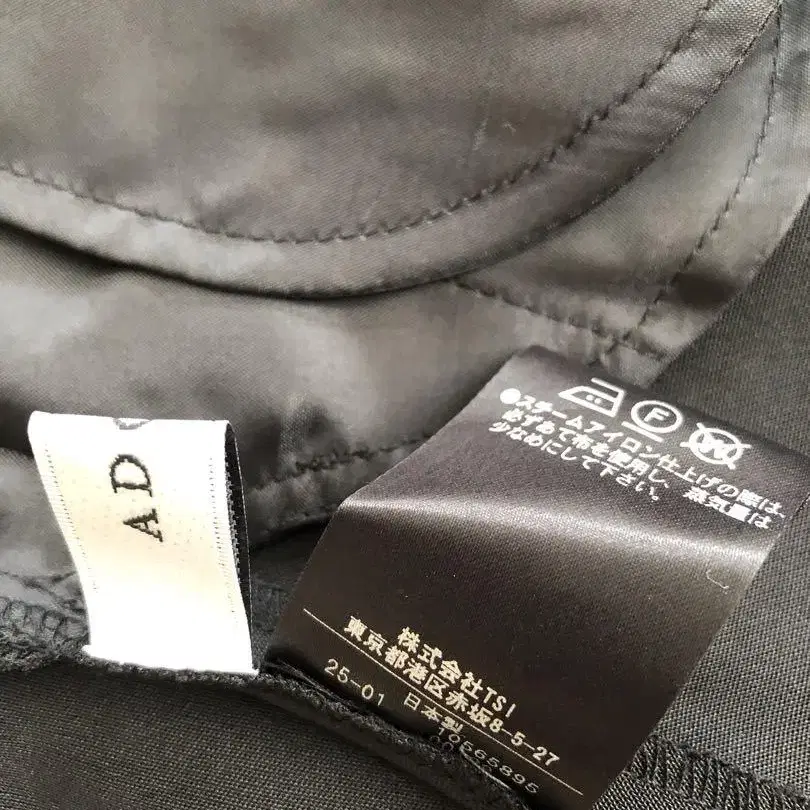 AD
F
W
●スチームアイロン仕上げの際は、
必ずあて布を使用し、蒸気量は
少なめにして下さい。
株式会社TSI
東京都港区赤坂8-5-27
25-01 日本製
10565895